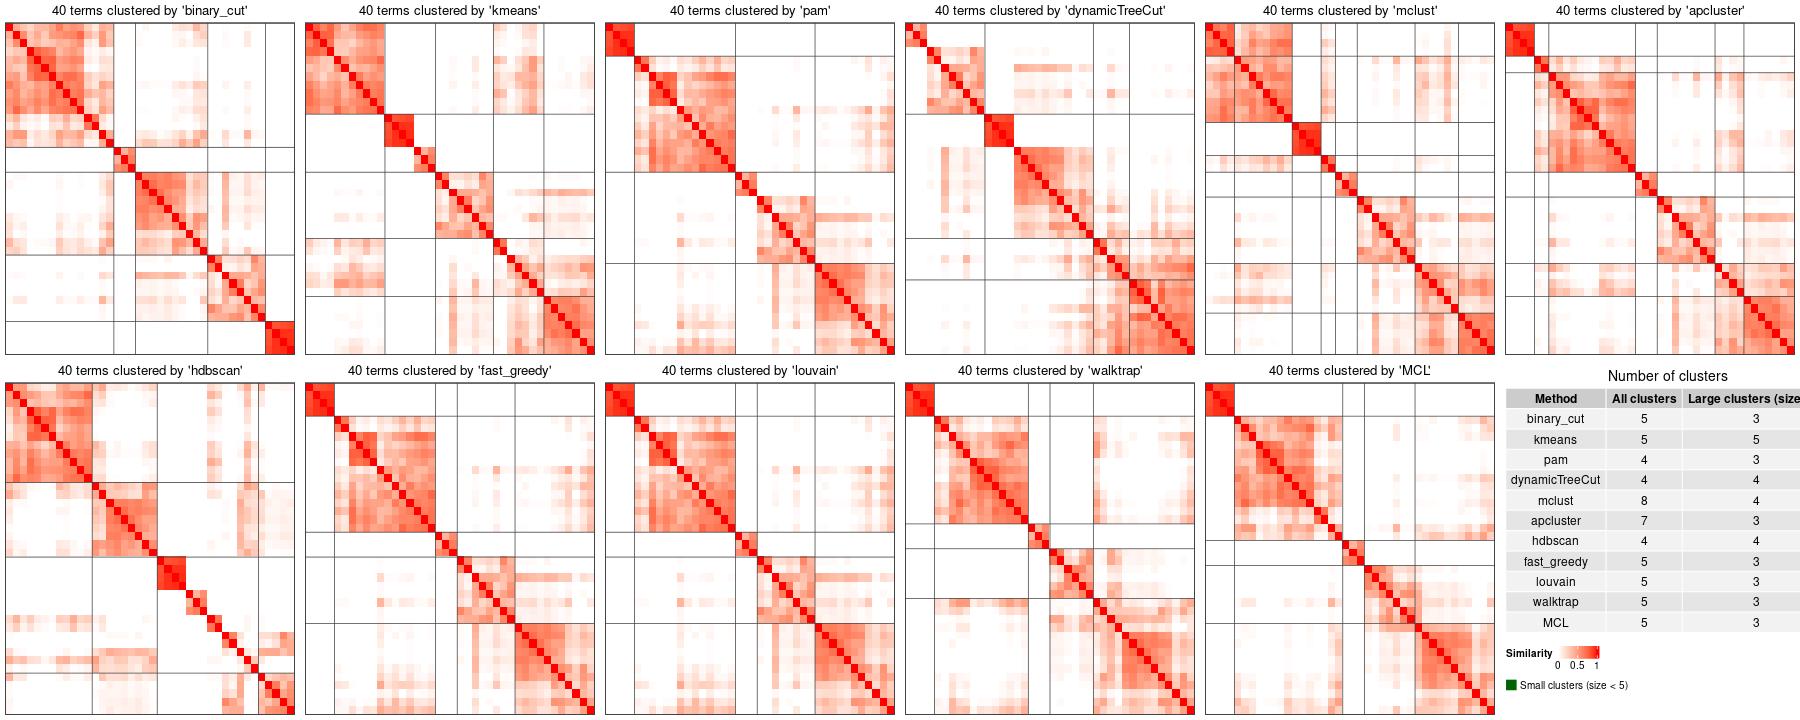 40 terms clustered by 'binary_cut'
40 terms clustered by 'kmeans'
40 terms clustered by 'pam'
40 terms clustered by 'dynamicTreeCut'
40 terms clustered by 'mclust'
40 terms clustered by 'apcluster'
40 terms clustered by 'hdbscan'
40 terms clustered by 'fast_greedy'
40 terms clustered by 'louvain'
40 terms clustered by 'walktrap'
40 terms clustered by 'MCL'
Number of clusters
Method All clusters Large clusters (size
binary_cut 5 3
kmeans 5 5
pam 4 3
dynamicTreeCut 4 4
mclust 8 4
apcluster 7 3
hdbscan 4 4
fast_greedy 5 3
louvain 5 3
walktrap 5 3
MCL 5 3
Similarity
0 0.5 1
Small clusters (size < 5)